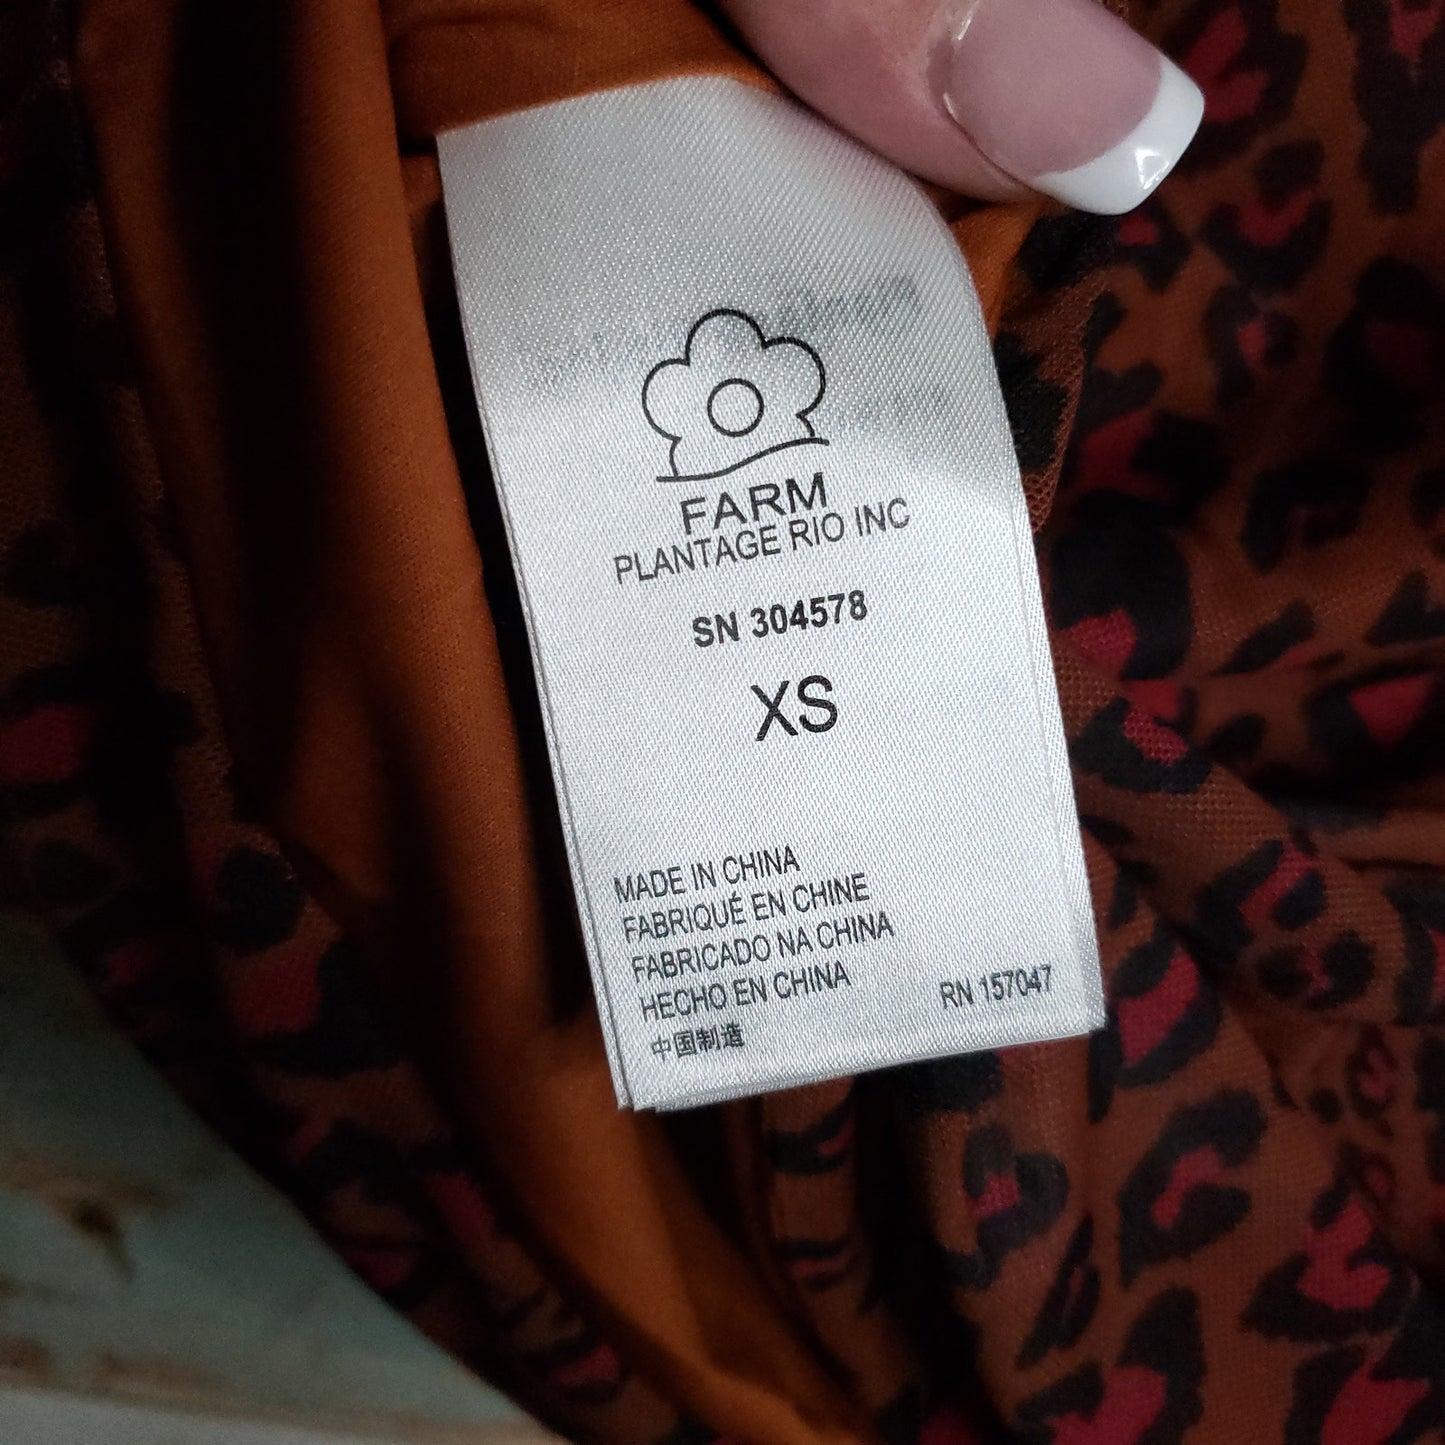 FARM
PLANTAGE RIO INC
SN 304578
XS
MADE IN CHINA
FABRIQUÉ EN CHINE
FABRICADO NA CHINA
HECHO EN CHINA
中国制造
RN 157047